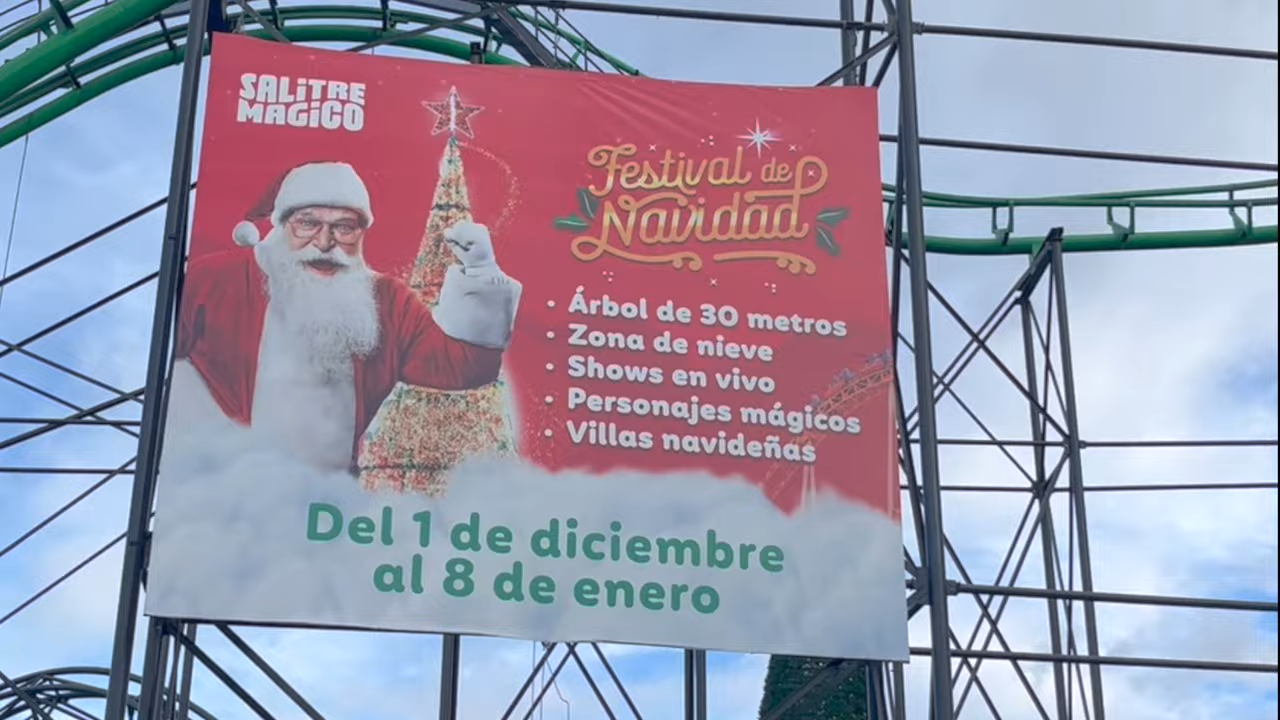 SALiTRE
MAGiCO
Festival de
Navidad
• Árbol de 30 metros
• Zona de nieve
• Shows en vivo
• Personajes mágicos
• Villas navideñas
Del 1 de diciembre
al 8 de enero